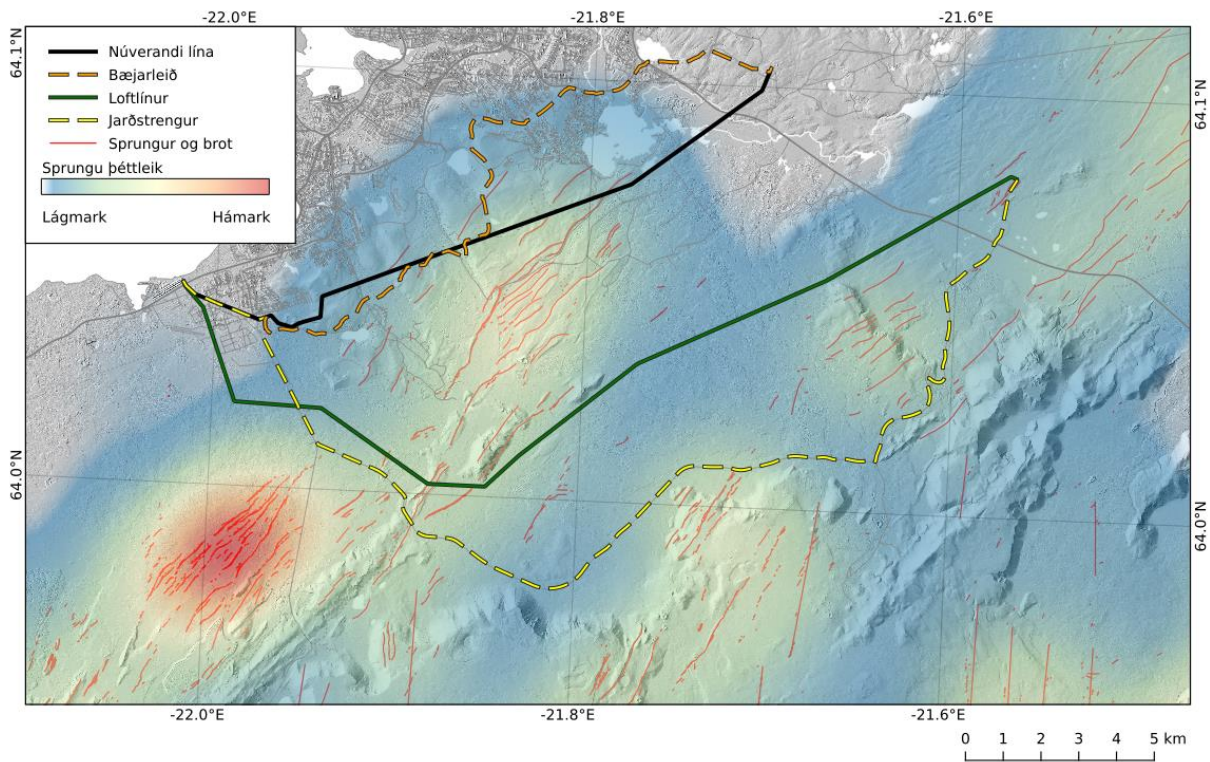 -22.0°E
-21.8°E
-21.6°E
64.1°N
64.1°N
Núverandi lína
Bæjarleið
Loftlínur
Jarðstrengur
Sprungur og brot
Sprungu þéttleik
Lágmark
Hámark
64.0°N
64.0°N
-22.0°E
-21.8°E
-21.6°E
0 1 2 3 4 5 km